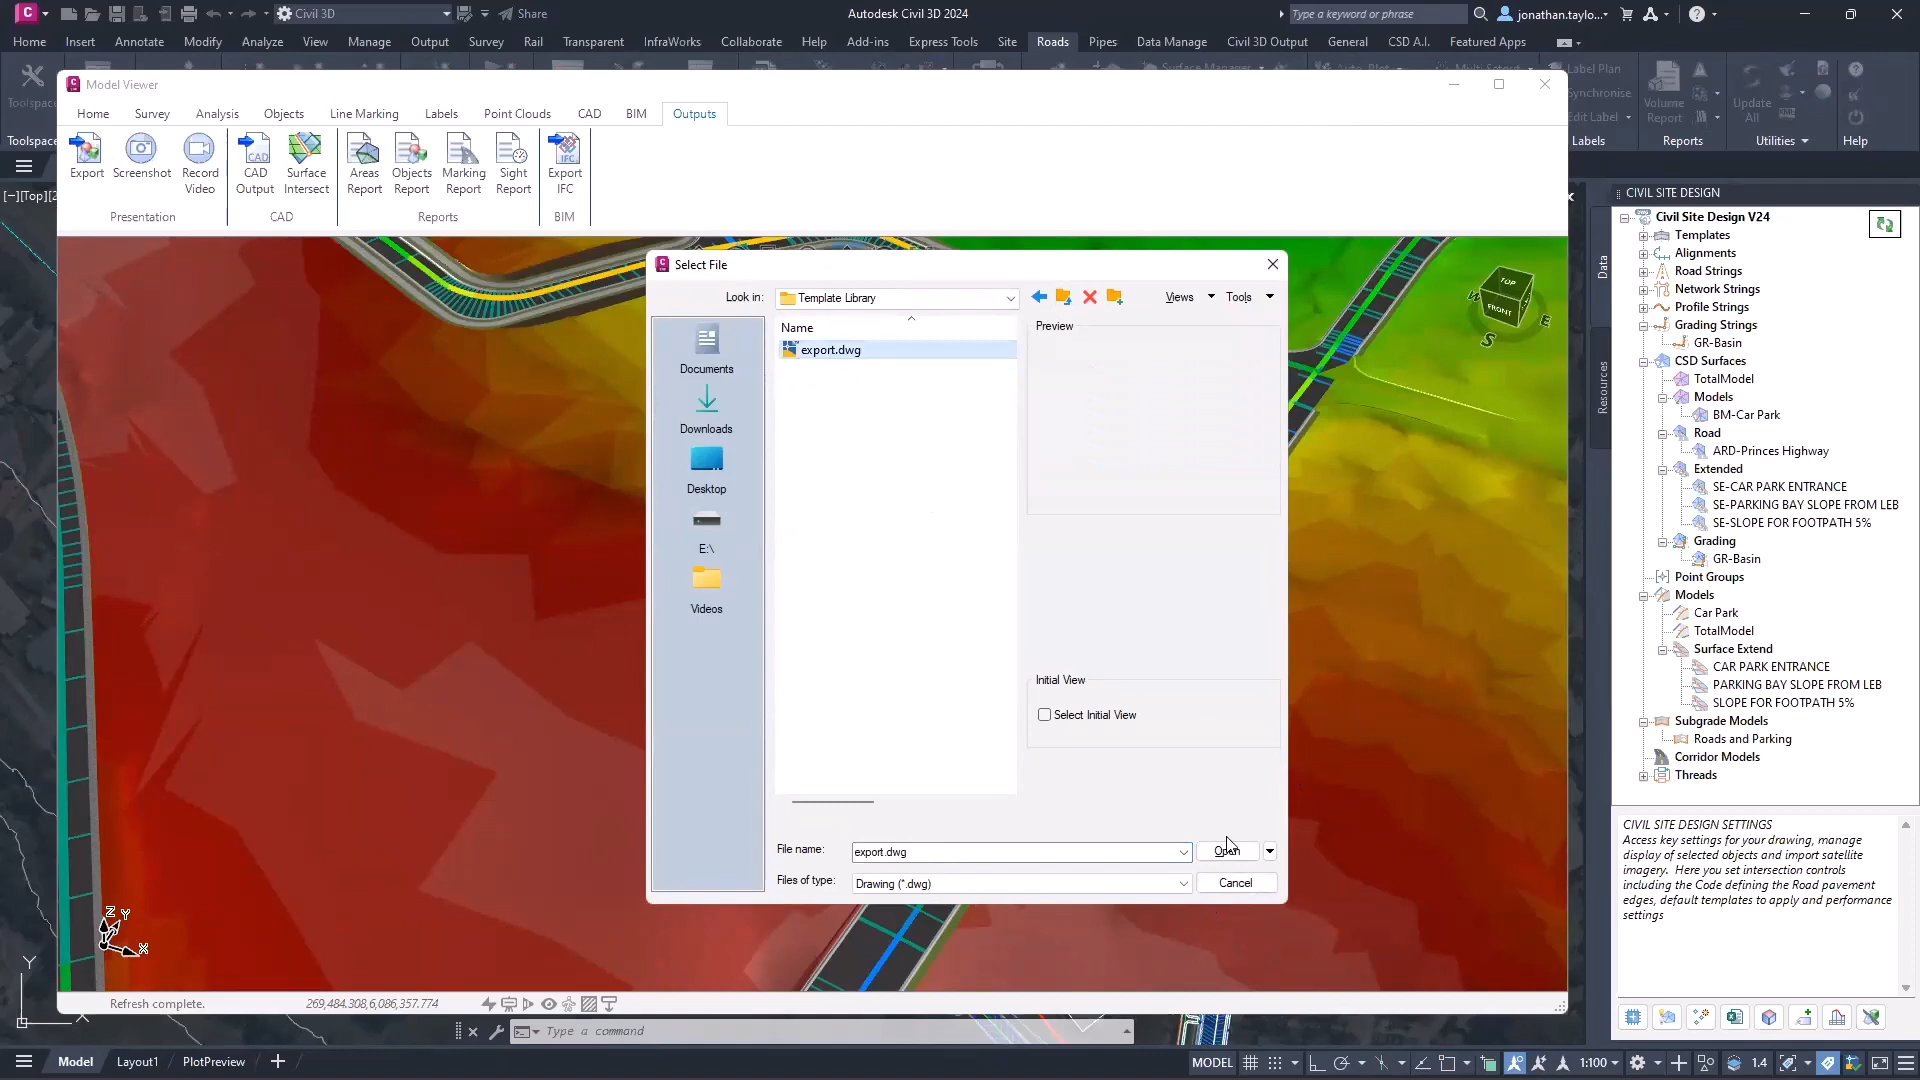 Civil 3D
Share
Autodesk Civil 3D 2024
Type a keyword or phrase
jonathan.taylo...
Home Insert Annotate Modify Analyze View Manage Output Survey Rail Transparent InfraWorks Collaborate Help Add-ins Express Tools Site Roads Pipes Data Management Civil 3D Output General CSD A.I. Featured Apps
Model Viewer
Home Survey Analysis Objects Line Marking Labels Point Clouds CAD BIM Outputs
Export
Screenshot
Record
Video
CAD
Output
Surface
Intersect
Areas
Report
Objects
Report
Marking
Report
Sight
Report
Export
IFC
Presentation
CAD
Reports
BIM
Toolspace
Label Plan
Synchronise
Edit Label
Labels
Volume
Report
Reports
Update
All
Utilities
Help
[−][Top][2
Select File
Look in: Template Library
Views
Tools
Name
export.dwg
Preview
Documents
Downloads
Desktop
E:\
Videos
Initial View
Select Initial View
File name: export.dwg
Open
Files of type: Drawing (*.dwg)
Cancel
TOP
FRONT
W
E
S
Z
Y
X
Y
Refresh complete.
269,484.308,6,086,357.774
Type a command
Model
Layout1
PlotPreview
MODEL
1:100
1.4
Data
Resources
CIVIL SITE DESIGN
Civil Site Design V24
Templates
Alignments
Road Strings
Network Strings
Profile Strings
Grading Strings
GR-Basin
CSD Surfaces
TotalModel
Models
BM-Car Park
Road
ARD-Princes Highway
Extended
SE-CAR PARK ENTRANCE
SE-PARKING BAY SLOPE FROM LEB
SE-SLOPE FOR FOOTPATH 5%
Grading
GR-Basin
Point Groups
Models
Car Park
TotalModel
Surface Extend
CAR PARK ENTRANCE
PARKING BAY SLOPE FROM LEB
SLOPE FOR FOOTPATH 5%
Subgrade Models
Roads and Parking
Corridor Models
Threads
CIVIL SITE DESIGN SETTINGS
Access key settings for your drawing, manage
display of selected objects and import satellite
imagery. Here you set intersection controls
including the Code defining the Road pavement
edges, default templates to apply and performance
settings